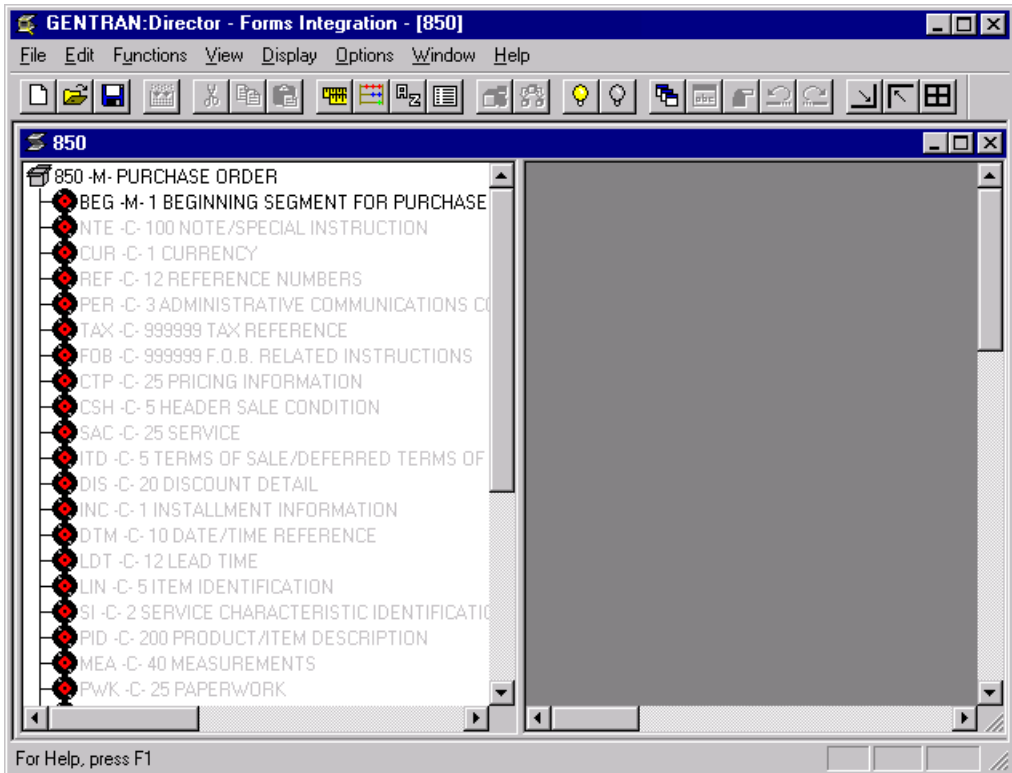 GENTRAN:Director - Forms Integration - [850]
File Edit Functions View Display Options Window Help
850
850 -M- PURCHASE ORDER
BEG -M- 1 BEGINNING SEGMENT FOR PURCHASE
NTE -C- 100 NOTE/SPECIAL INSTRUCTION
CUR -C- 1 CURRENCY
REF -C- 12 REFERENCE NUMBERS
PER -C- 3 ADMINISTRATIVE COMMUNICATIONS CO
TAX -C- 999999 TAX REFERENCE
FOB -C- 999999 F.O.B. RELATED INSTRUCTIONS
CTP -C- 25 PRICING INFORMATION
CSH -C- 5 HEADER SALE CONDITION
SAC -C- 25 SERVICE
ITD -C- 5 TERMS OF SALE/DEFERRED TERMS OF
DIS -C- 20 DISCOUNT DETAIL
INC -C- 1 INSTALLMENT INFORMATION
DTM -C- 10 DATE/TIME REFERENCE
LDT -C- 12 LEAD TIME
LIN -C- 5 ITEM IDENTIFICATION
SI -C- 2 SERVICE CHARACTERISTIC IDENTIFICATIO
PID -C- 200 PRODUCT/ITEM DESCRIPTION
MEA -C- 40 MEASUREMENTS
PWK -C- 25 PAPERWORK
For Help, press F1